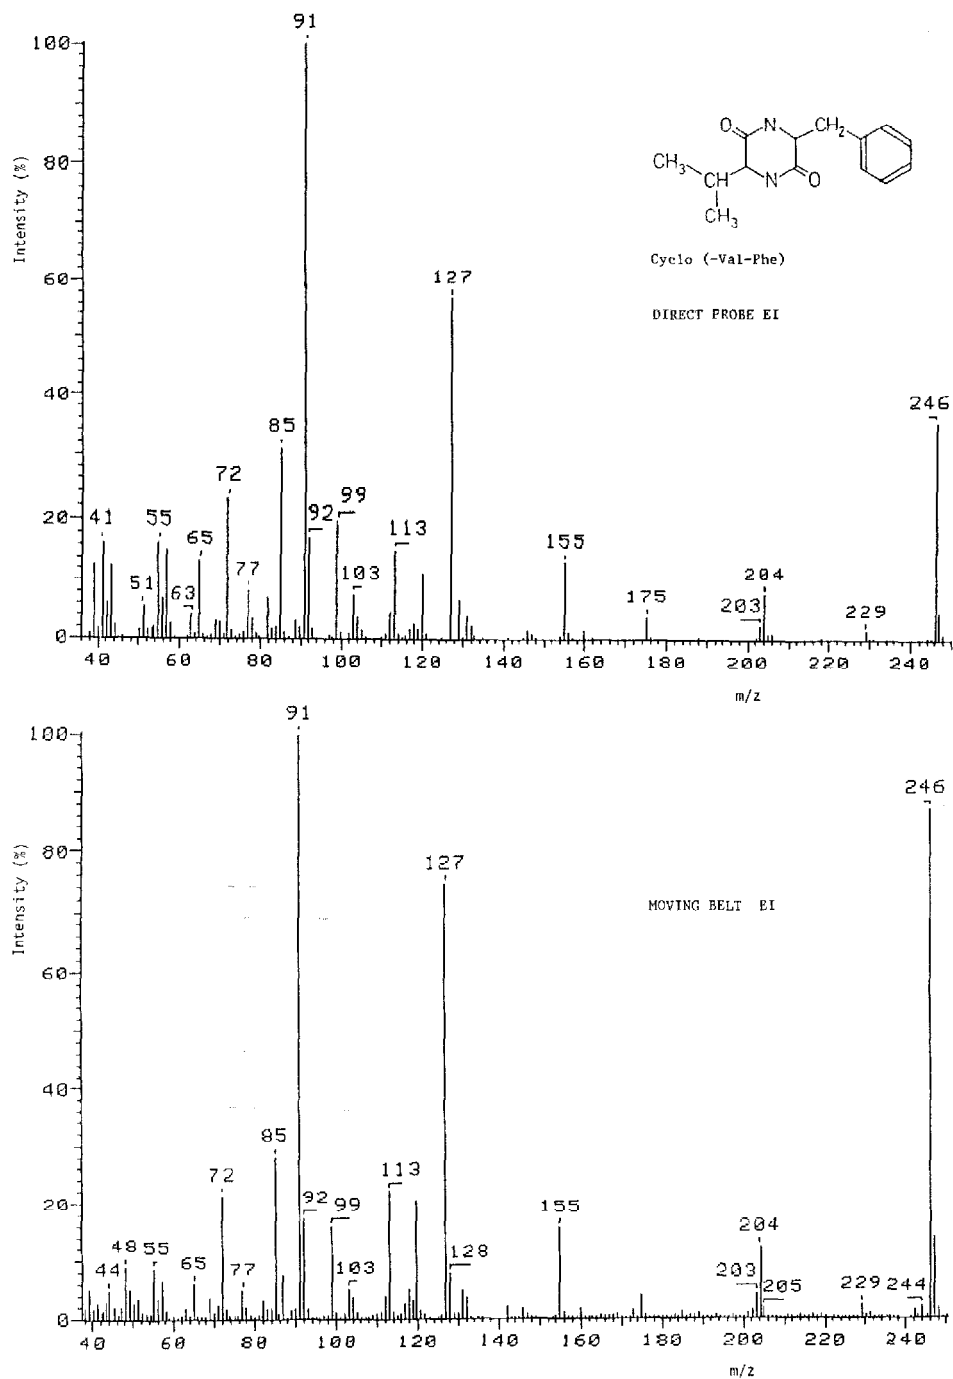 91
100
80
60
40
20
0
Intensity (%)
O N CH2
CH3
CH N O
CH3
Cyclo (-Val-Phe)
DIRECT PROBE EI
127
246
85
72
41 55 65 77 92 99 113
51 63 103
155
175
203 204
229
40 60 80 100 120 140 160 180 200 220 240
m/z
91
100
80
60
40
20
0
Intensity (%)
246
127
MOVING BELT EI
85
72
92 99 113
155
204
44 48 55 65 77 103 128
203 205 229 244
40 60 80 100 120 140 160 180 200 220 240
m/z